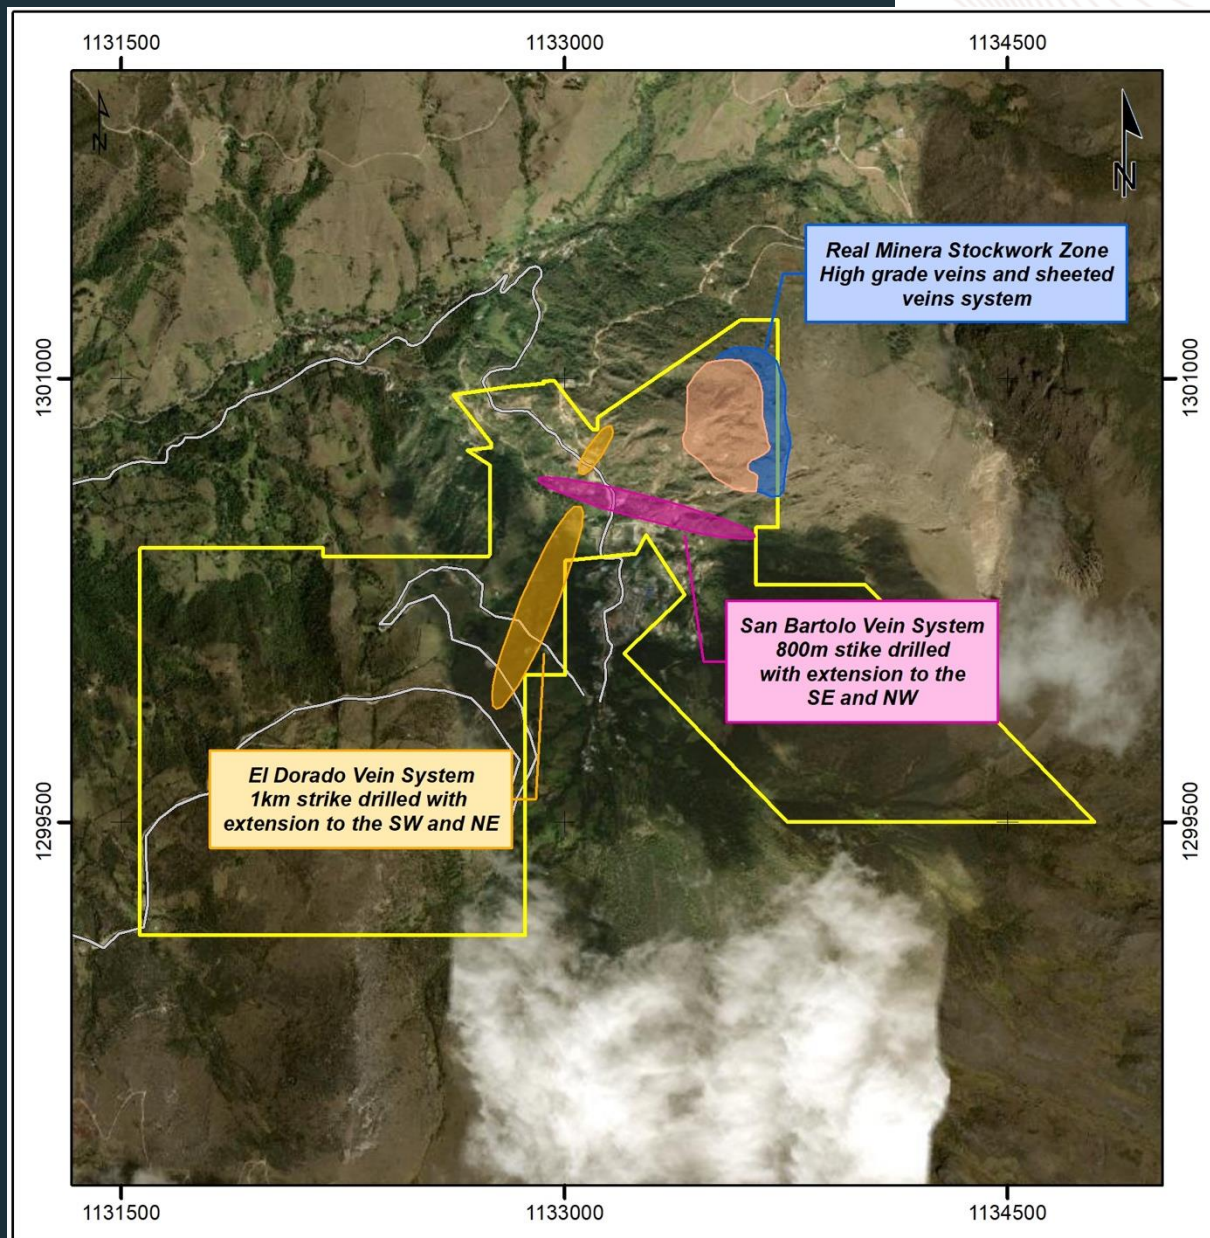 1131500
1133000
1134500
N
N
Real Minera Stockwork Zone
High grade veins and sheeted
veins system
1301000
1301000
San Bartolo Vein System
800m stike drilled
with extension to the
SE and NW
El Dorado Vein System
1km strike drilled with
extension to the SW and NE
1299500
1299500
1131500
1133000
1134500